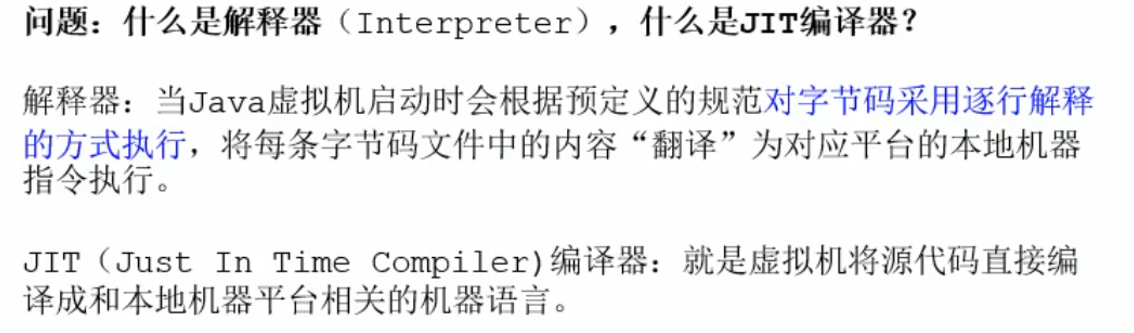 问题：什么是解释器（Interpreter），什么是JIT编译器？
解释器：当Java虚拟机启动时会根据预定义的规范对字节码采用逐行解释
的方式执行，将每条字节码文件中的内容“翻译”为对应平台的本地机器
指令执行。
JIT（Just In Time Compiler)编译器：就是虚拟机将源代码直接编
译成和本地机器平台相关的机器语言。